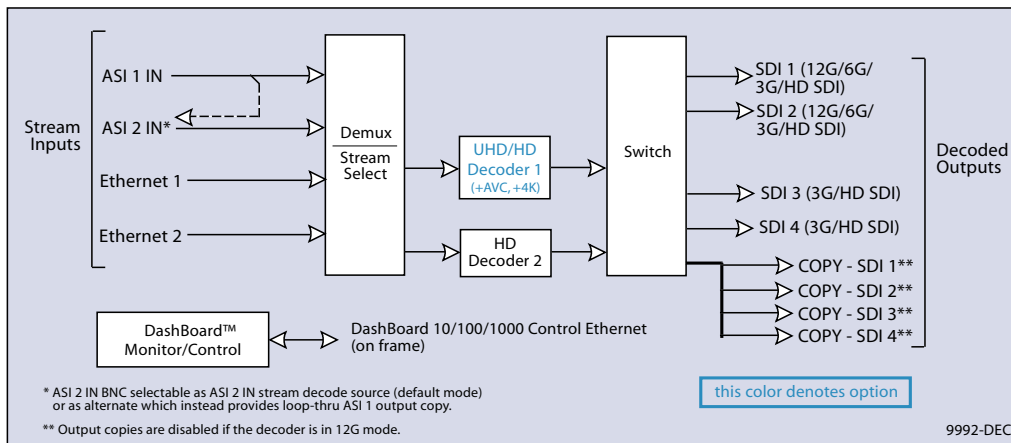 Stream
Inputs
ASI 1 IN
ASI 2 IN*
Ethernet 1
Ethernet 2
Demux
Stream
Select
UHD/HD
Decoder 1
(+AVC, +4K)
HD
Decoder 2
Switch
SDI 1 (12G/6G/
3G/HD SDI)
SDI 2 (12G/6G/
3G/HD SDI)
SDI 3 (3G/HD SDI)
SDI 4 (3G/HD SDI)
COPY - SDI 1**
COPY - SDI 2**
COPY - SDI 3**
COPY - SDI 4**
Decoded
Outputs
DashBoard™
Monitor/Control
DashBoard 10/100/1000 Control Ethernet
(on frame)
* ASI 2 IN BNC selectable as ASI 2 IN stream decode source (default mode)
or as alternate which instead provides loop-thru ASI 1 output copy.
** Output copies are disabled if the decoder is in 12G mode.
this color denotes option
9992-DEC